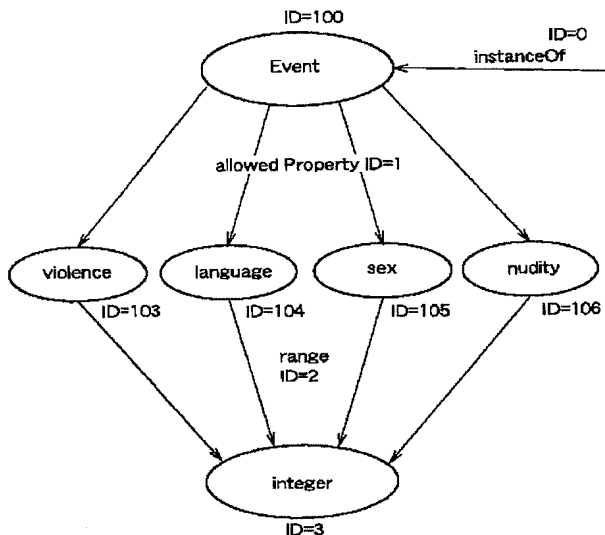 ID=100
ID=0
instanceOf
Event
allowed Property ID=1
violence
language
sex
nudity
ID=103
ID=104
ID=105
ID=106
range
ID=2
integer
ID=3